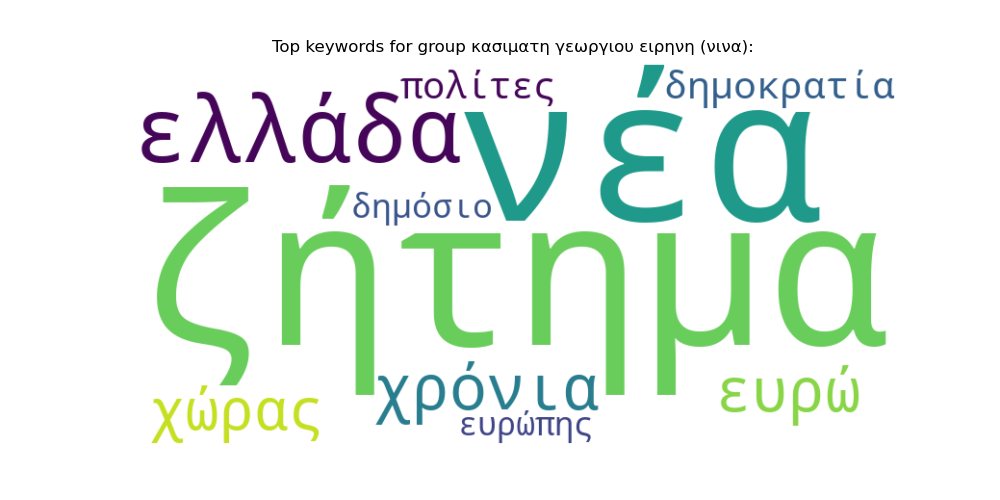 Top keywords for group κασιματη γεωργιου ειρηνη (νινα):
πολίτες
δημοκρατία
ελλάδα
νέα
δημόσιο
ζήτημα
χρόνια
ευρώ
χώρας
ευρώπης